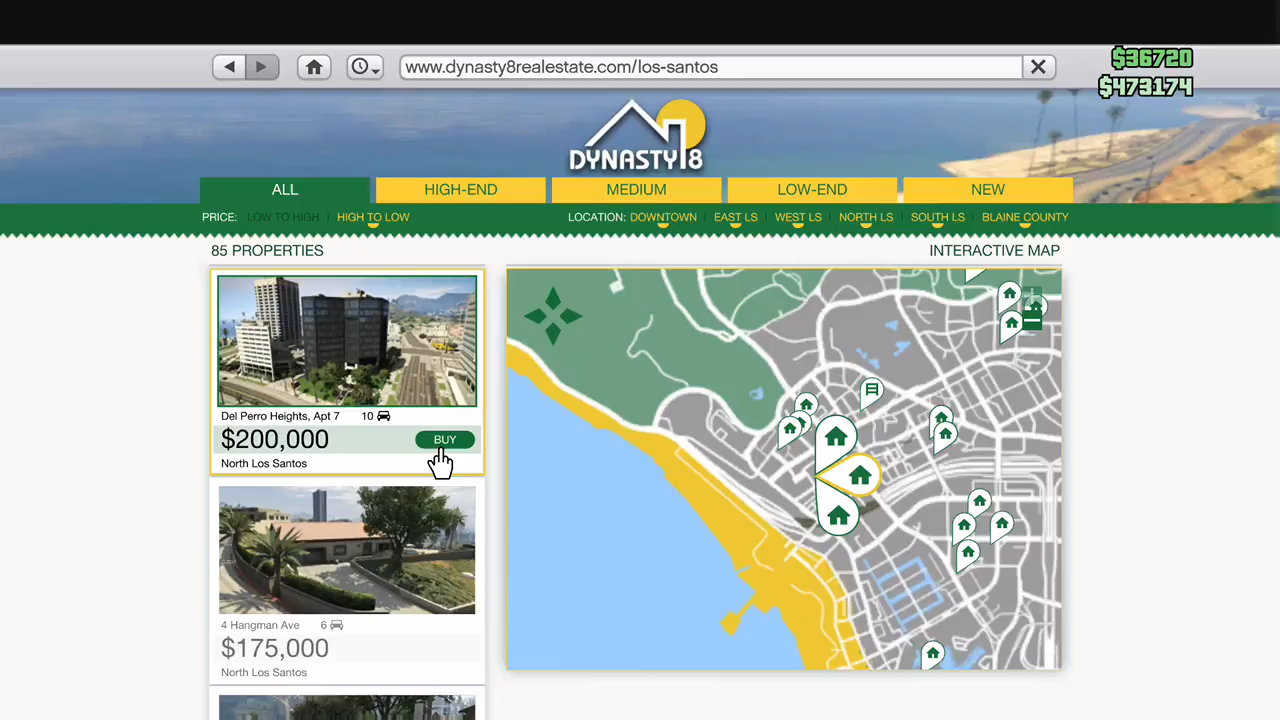 www.dynasty8realestate.com/los-santos
$36720
$473174
DYNASTY8
ALL HIGH-END MEDIUM LOW-END NEW
PRICE: LOW TO HIGH | HIGH TO LOW LOCATION: DOWNTOWN | EAST LS | WEST LS | NORTH LS | SOUTH LS | BLAINE COUNTY
85 PROPERTIES
INTERACTIVE MAP
Del Perro Heights, Apt 7 10
$200,000 BUY
North Los Santos
4 Hangman Ave 6
$175,000
North Los Santos